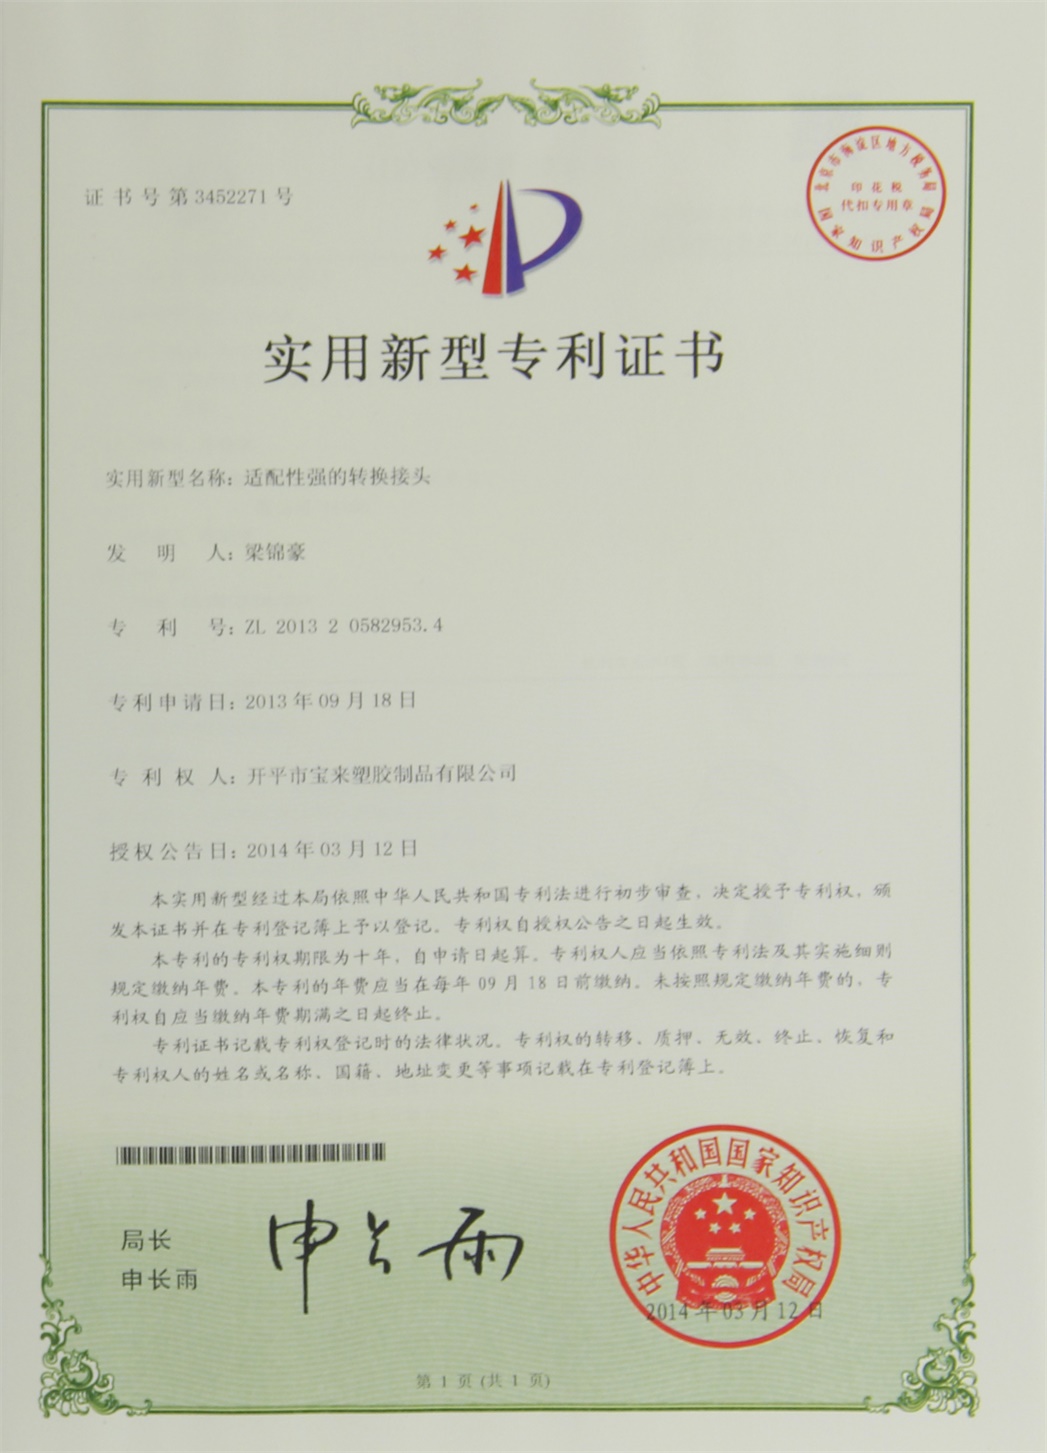 证书号第3452271号
北京市海淀区地方税务局
印花税
代扣专用章
国家知识产权局
实用新型专利证书
实用新型名称：适配性强的转换接头
发明人：梁锦豪
专利号：ZL 2013 2 0582953.4
专利申请日：2013年09月18日
专利权人：开平市宝来塑胶制品有限公司
授权公告日：2014年03月12日
本实用新型经过本局依照中华人民共和国专利法进行初步审查，决定授予专利权，颁
发本证书并在专利登记簿上予以登记。专利权自授权公告之日起生效。
本专利的专利权期限为十年，自申请日起算。专利权人应当依照专利法及其实施细则
规定缴纳年费。本专利的年费应当在每年09月18日前缴纳。未按照规定缴纳年费的，专
利权自应当缴纳年费期满之日起终止。
专利证书记载专利权登记时的法律状况。专利权的转移、质押、无效、终止、恢复和
专利权人的姓名或名称、国籍、地址变更等事项记载在专利登记簿上。
局长
申长雨
申长雨
中华人民共和国国家知识产权局
2014年03月12日
第1页(共1页)